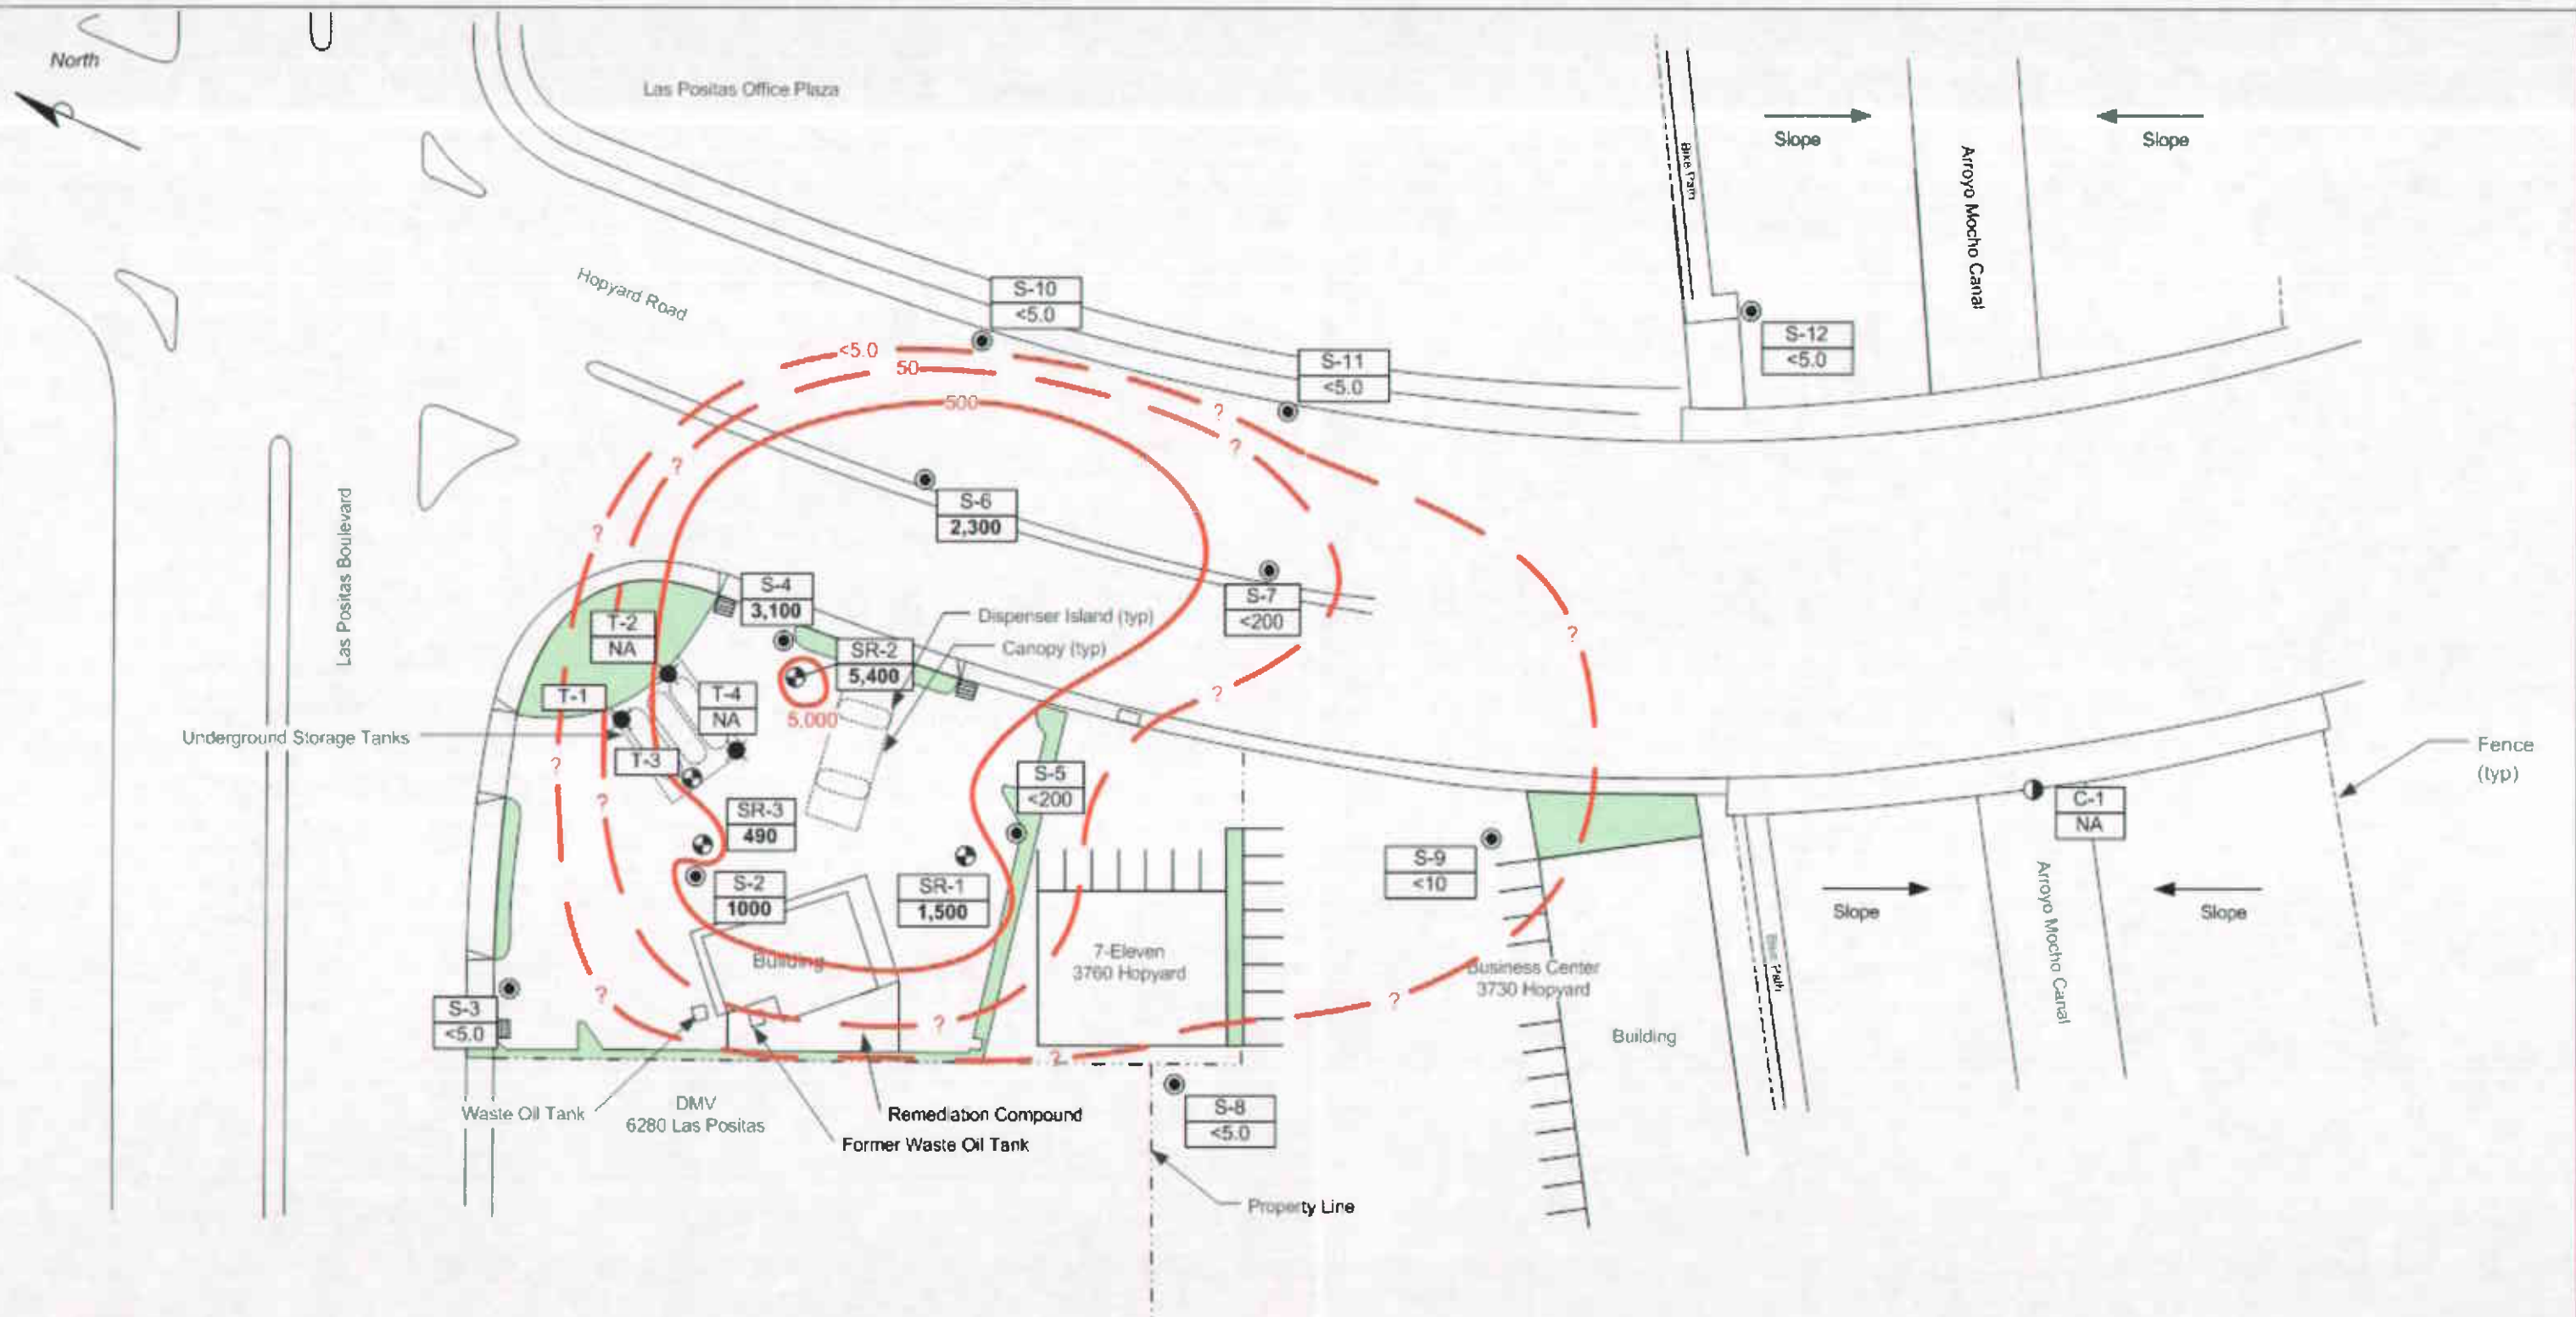 North
Las Positas Office Plaza
Slope
Slope
Bike Path
Arroyo Mocho Canal
Hopyard Road
S-10
<5.0
S-11
<5.0
S-12
<5.0
<5.0
50
500
?
?
?
?
S-6
2,300
Las Positas Boulevard
S-4
3,100
S-7
<200
Dispenser Island (typ)
Canopy (typ)
T-2
NA
SR-2
5,400
?
T-1
T-4
NA
5,000
?
Underground Storage Tanks
T-3
?
?
S-5
<200
Fence
(typ)
SR-3
490
C-1
NA
S-2
1000
SR-1
1,500
S-9
<10
Slope
Slope
Arroyo Mocho Canal
Bike Path
Building
7-Eleven
3760 Hopyard
Business Center
3730 Hopyard
?
?
S-3
<5.0
?
?
Building
Waste Oil Tank
DMV
6280 Las Positas
Remediation Compound
Former Waste Oil Tank
S-8
<5.0
Property Line